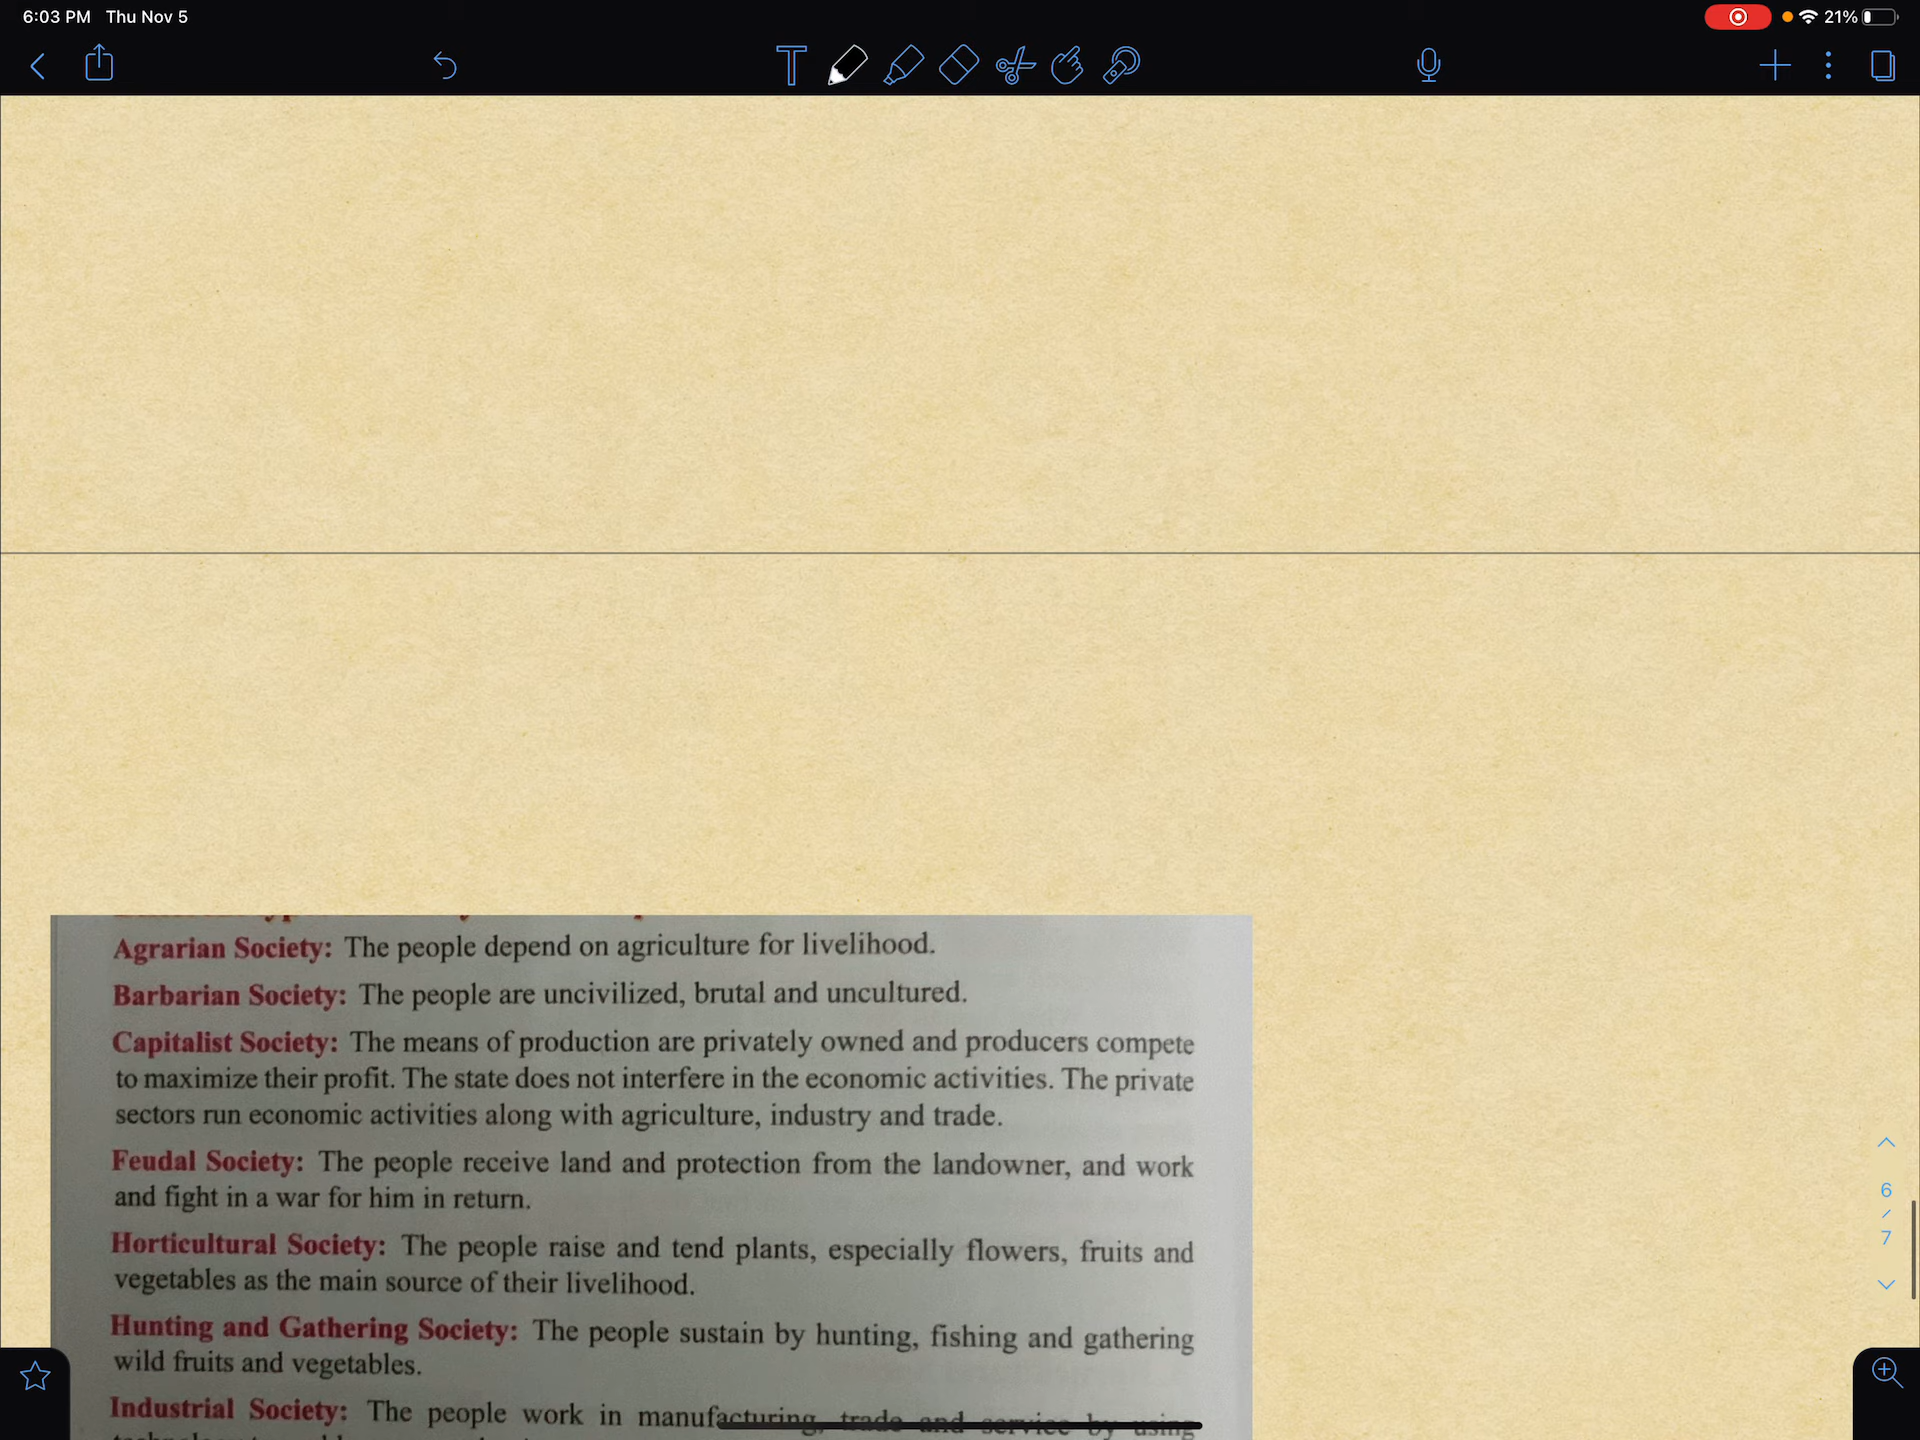 6:03 PM Thu Nov 5
21%
T
Agrarian Society: The people depend on agriculture for livelihood.
Barbarian Society: The people are uncivilized, brutal and uncultured.
Capitalist Society: The means of production are privately owned and producers compete
to maximize their profit. The state does not interfere in the economic activities. The private
sectors run economic activities along with agriculture, industry and trade.
Feudal Society: The people receive land and protection from the landowner, and work
and fight in a war for him in return.
Horticultural Society: The people raise and tend plants, especially flowers, fruits and
vegetables as the main source of their livelihood.
Hunting and Gathering Society: The people sustain by hunting, fishing and gathering
wild fruits and vegetables.
Industrial Society: The people work in manufacturing, trade and service by using
6
/
7